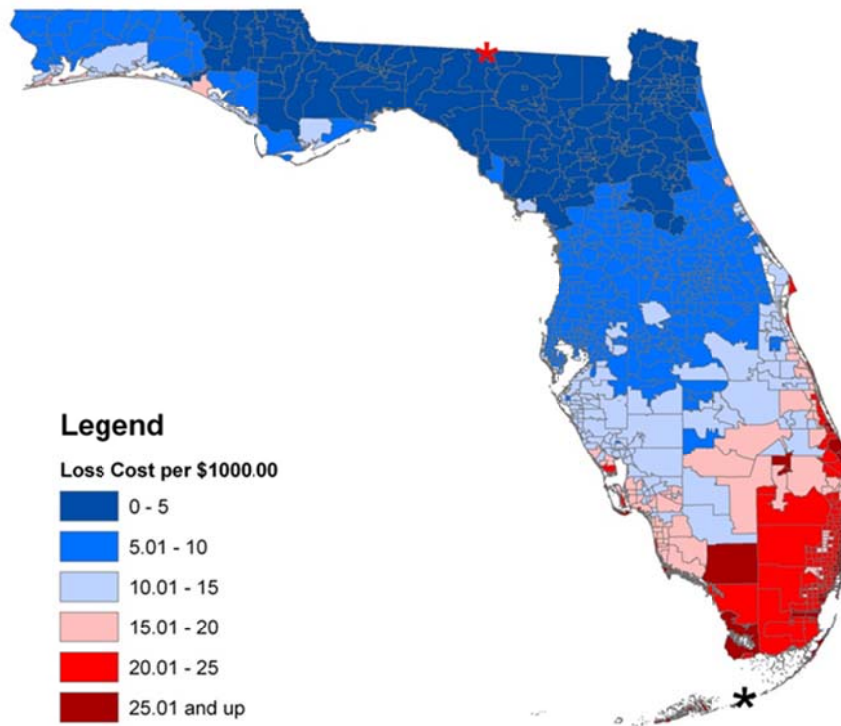 Legend
Loss Cost per $1000.00
0 - 5
5.01 - 10
10.01 - 15
15.01 - 20
20.01 - 25
25.01 and up